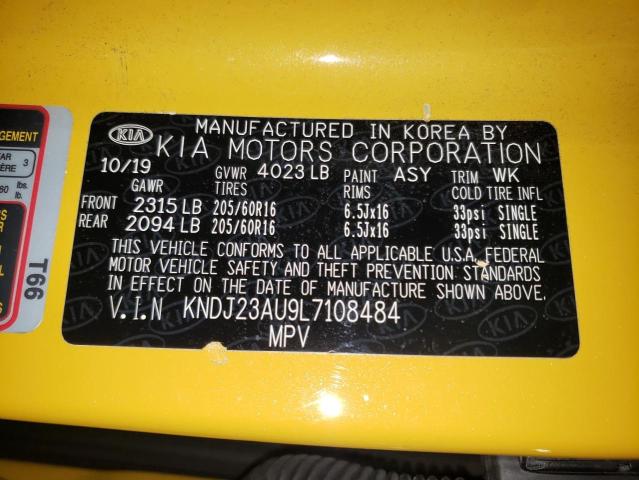 KIA
MANUFACTURED IN KOREA BY
KIA MOTORS CORPORATION
10/19 GVWR 4023 LB PAINT ASY TRIM WK
GAWR TIRES RIMS COLD TIRE INFL
FRONT 2315 LB 205/60R16 6.5Jx16 33psi SINGLE
REAR 2094 LB 205/60R16 6.5Jx16 33psi SINGLE
THIS VEHICLE CONFORMS TO ALL APPLICABLE U.S.A. FEDERAL
MOTOR VEHICLE SAFETY AND THEFT PREVENTION STANDARDS
IN EFFECT ON THE DATE OF MANUFACTURE SHOWN ABOVE.
V.I.N KNDJ23AU9L7108484
MPV
3
lbs.
lb.
T66